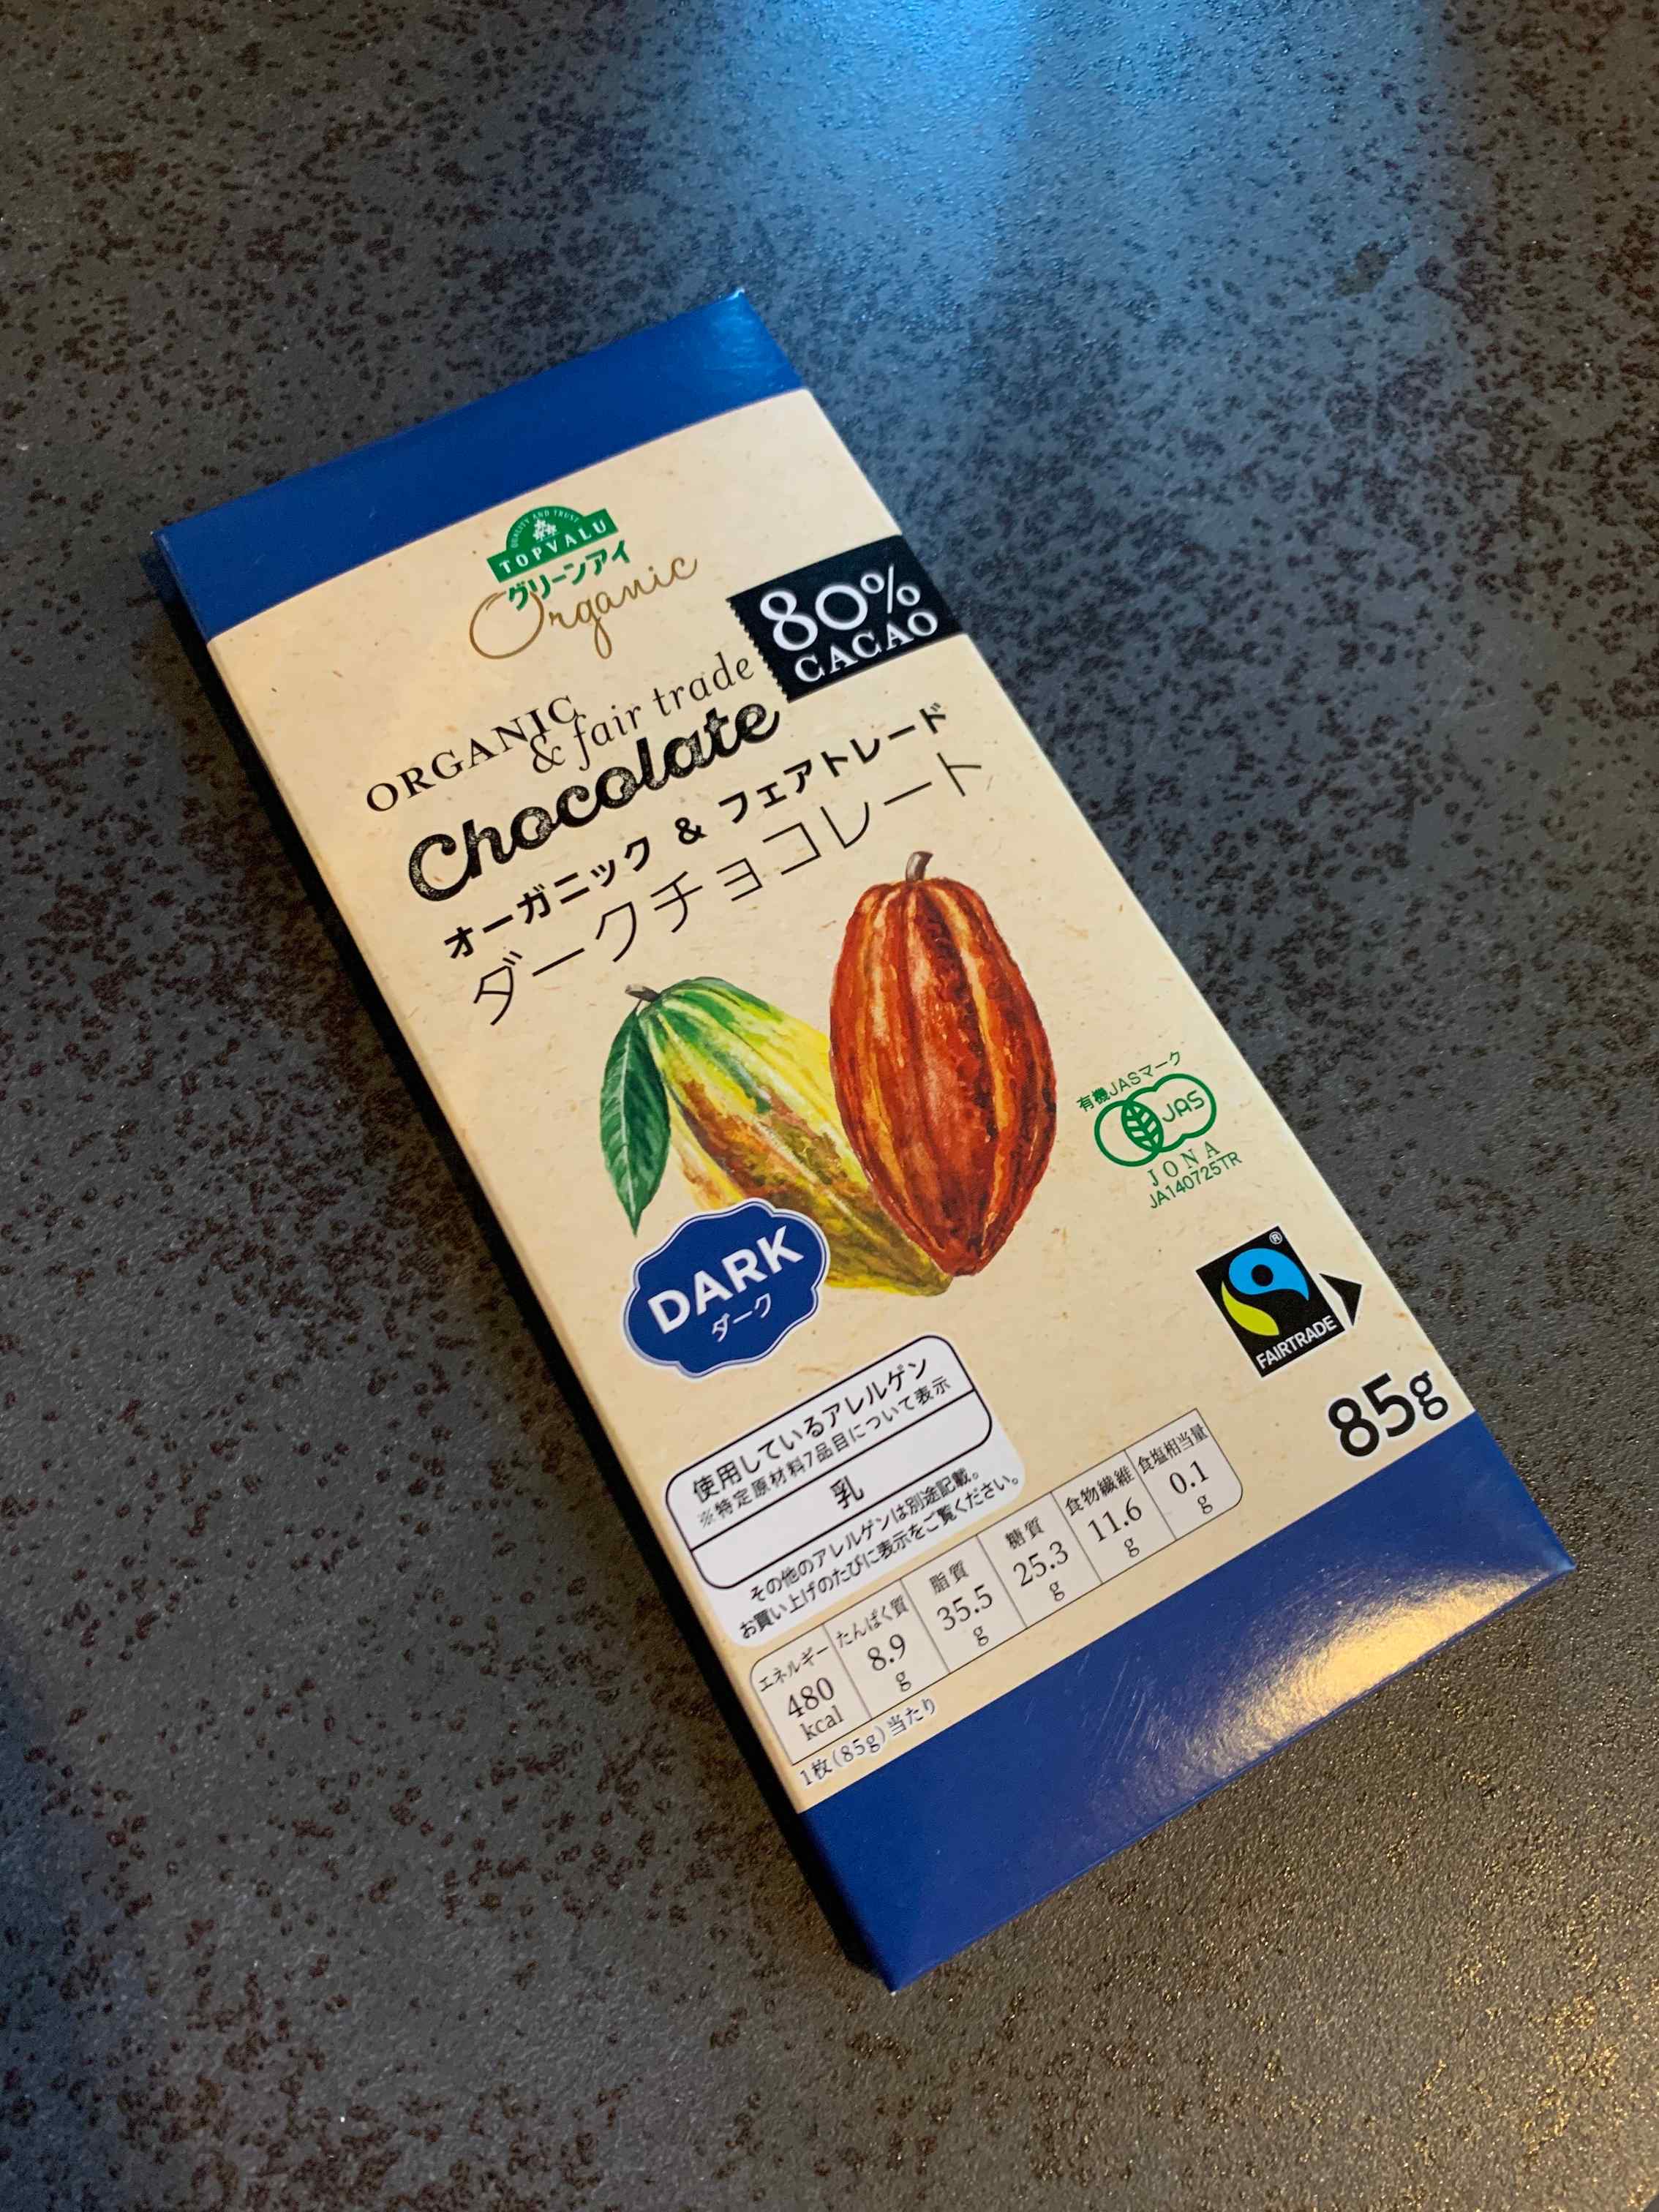 QUALITY AND TRUST
TOPVALU
グリーンアイ
Organic
80%
CACAO
ORGANIC
& fair trade
Chocolate
オーガニック & フェアトレード
ダークチョコレート
有機JASマーク
JAS
JONA
JA140725TR
DARK
ダーク
FAIRTRADE
®
85g
使用しているアレルゲン
※特定原材料7品目について表示
乳
その他のアレルゲンは別途記載。
お買い上げのたびに表示をご覧ください。
エネルギー たんぱく質 脂質 糖質 食物繊維 食塩相当量
480 8.9 35.5 25.3 11.6 0.1
kcal g g g g g
1枚(85g)当たり